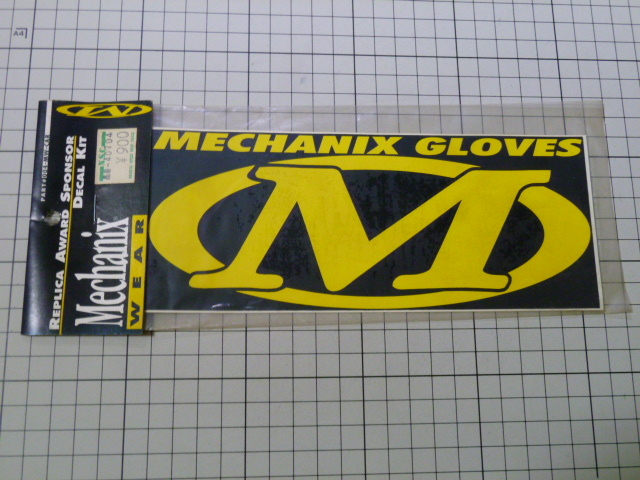 A4
REPLICA AWARD SPONSOR
DECAL KIT
Mechanix
WEAR
¥900
MECHANIX GLOVES
M